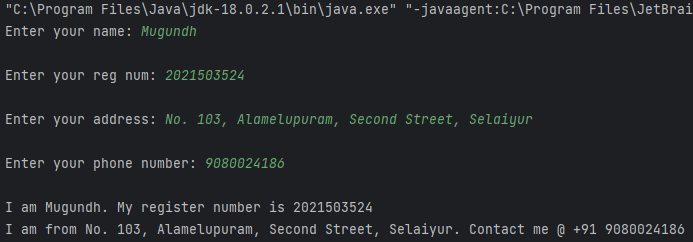 "C:\Program Files\Java\jdk-18.0.2.1\bin\java.exe" "-javaagent:C:\Program Files\JetBrai
Enter your name: Mugundh
Enter your reg num: 2021503524
Enter your address: No. 103, Alamelupuram, Second Street, Selaiyur
Enter your phone number: 9080024186
I am Mugundh. My register number is 2021503524
I am from No. 103, Alamelupuram, Second Street, Selaiyur. Contact me @ +91 9080024186